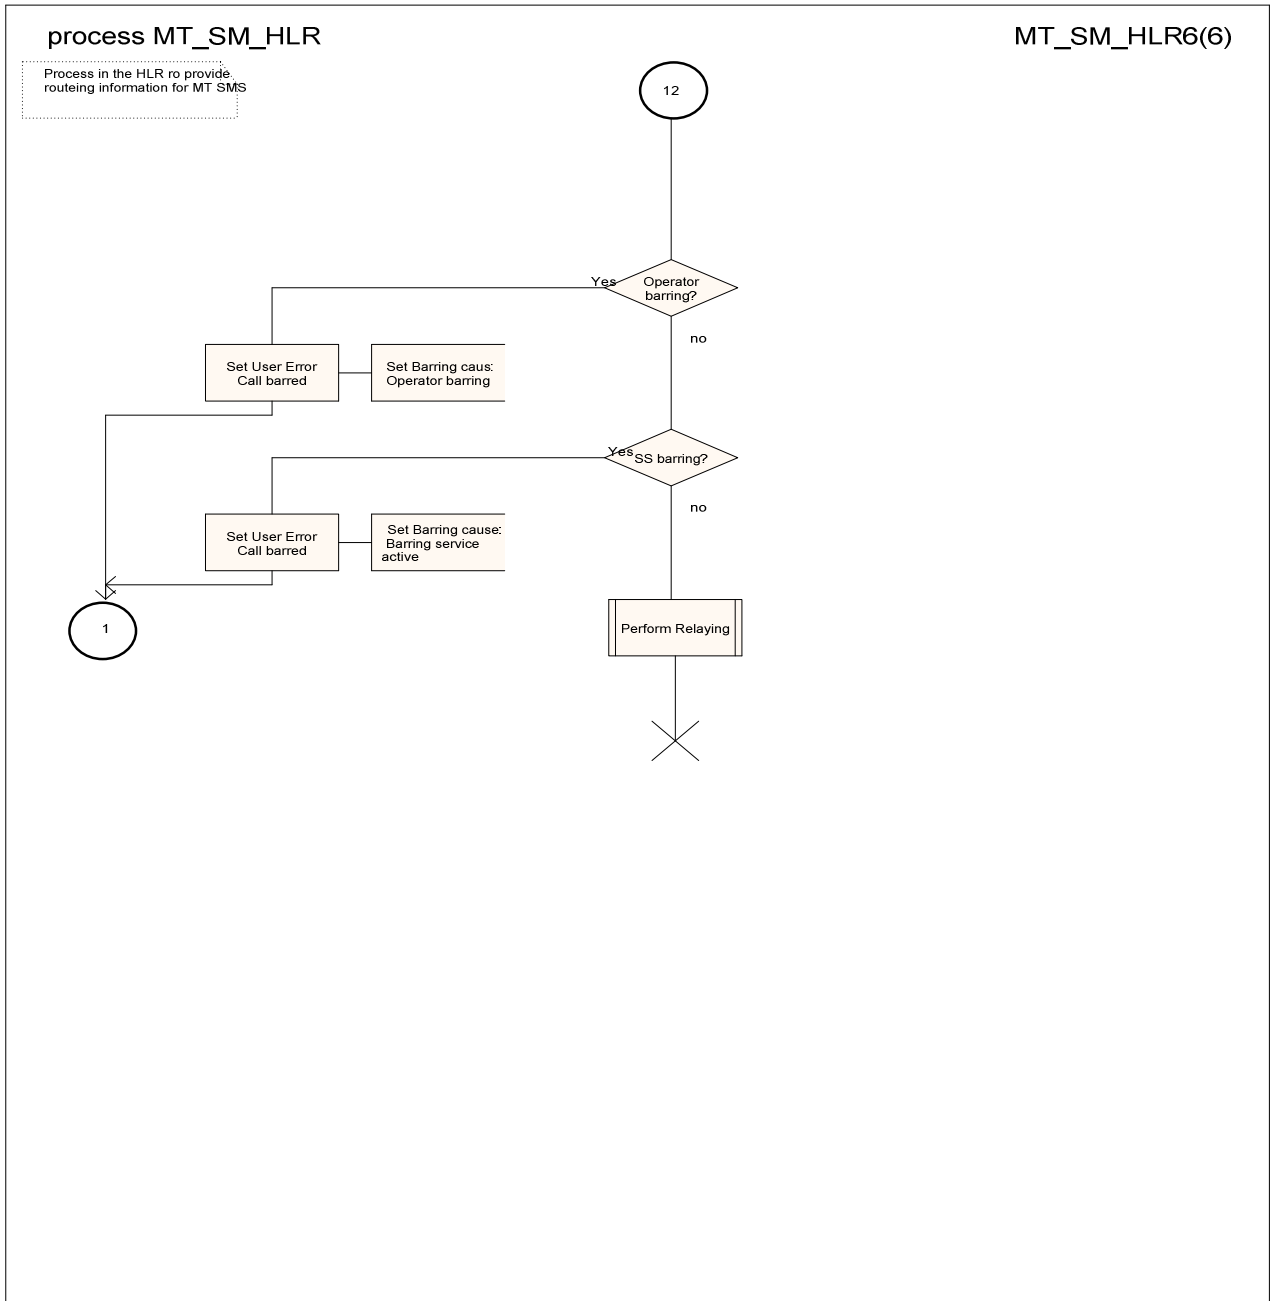 process MT_SM_HLR
MT_SM_HLR6(6)
Process in the HLR ro provide
routeing information for MT SMS
12
Yes
Operator
barring?
no
Set User Error
Call barred
Set Barring caus:
Operator barring
Yes
SS barring?
no
Set User Error
Call barred
Set Barring cause:
Barring service
active
1
Perform Relaying